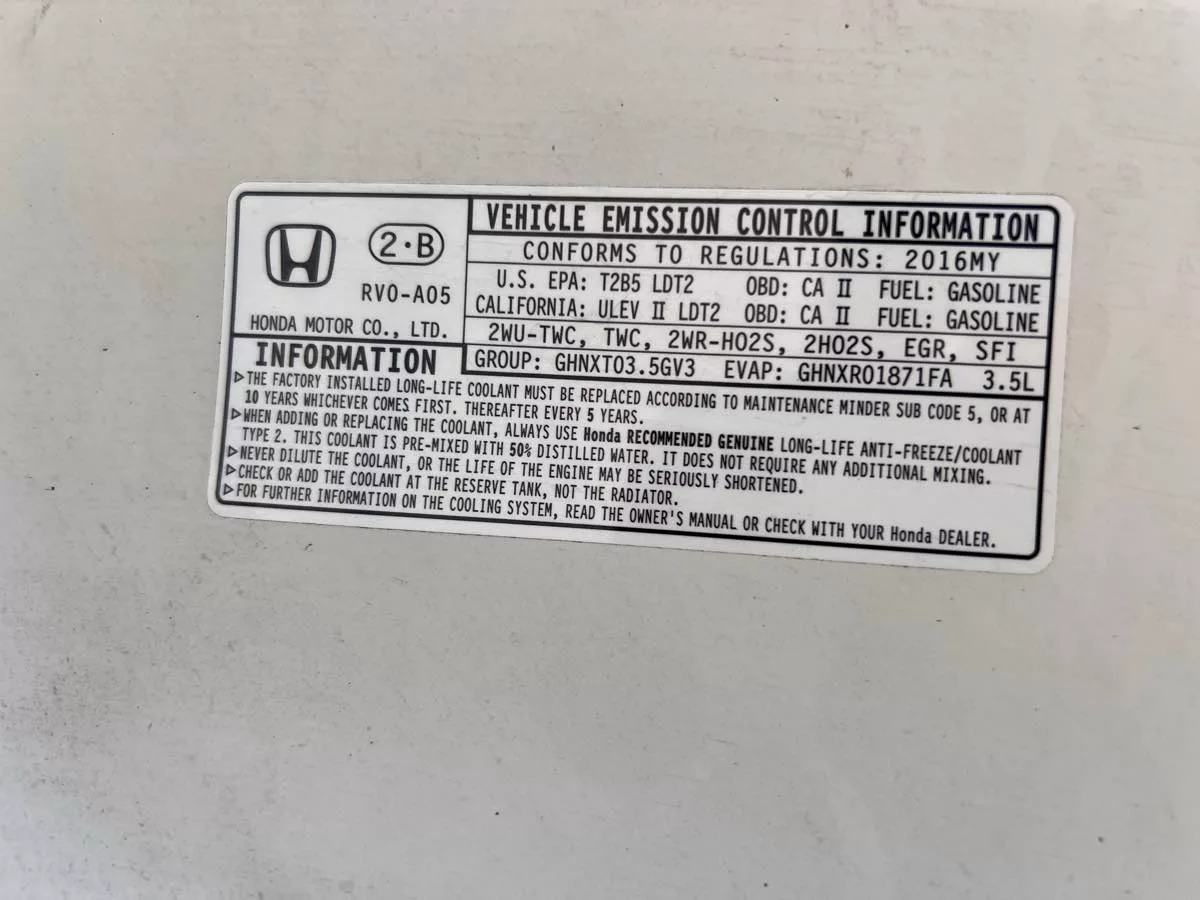 2·B
RV0-A05
HONDA MOTOR CO., LTD.
VEHICLE EMISSION CONTROL INFORMATION
CONFORMS TO REGULATIONS: 2016MY
U.S. EPA: T2B5 LDT2 OBD: CA II FUEL: GASOLINE
CALIFORNIA: ULEV II LDT2 OBD: CA II FUEL: GASOLINE
2WU-TWC, TWC, 2WR-HO2S, 2HO2S, EGR, SFI
GROUP: GHNXT03.5GV3 EVAP: GHNXR01871FA 3.5L
INFORMATION
▷THE FACTORY INSTALLED LONG-LIFE COOLANT MUST BE REPLACED ACCORDING TO MAINTENANCE MINDER SUB CODE 5, OR AT
10 YEARS WHICHEVER COMES FIRST. THEREAFTER EVERY 5 YEARS.
▷WHEN ADDING OR REPLACING THE COOLANT, ALWAYS USE Honda RECOMMENDED GENUINE LONG-LIFE ANTI-FREEZE/COOLANT
TYPE 2. THIS COOLANT IS PRE-MIXED WITH 50% DISTILLED WATER. IT DOES NOT REQUIRE ANY ADDITIONAL MIXING.
▷NEVER DILUTE THE COOLANT, OR THE LIFE OF THE ENGINE MAY BE SERIOUSLY SHORTENED.
▷CHECK OR ADD THE COOLANT AT THE RESERVE TANK, NOT THE RADIATOR.
▷FOR FURTHER INFORMATION ON THE COOLING SYSTEM, READ THE OWNER'S MANUAL OR CHECK WITH YOUR Honda DEALER.